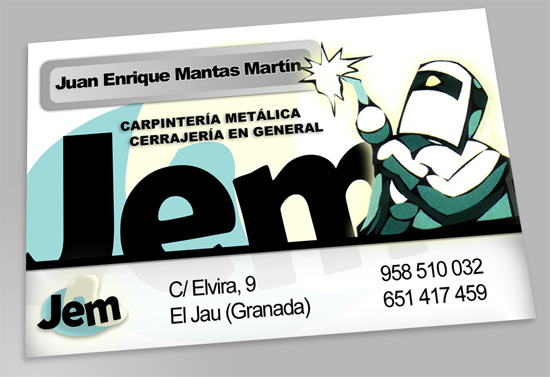 Juan Enrique Mantas Martín
CARPINTERÍA METÁLICA
CERRAJERÍA EN GENERAL
Jem
Jem
C/ Elvira, 9
El Jau (Granada)
958 510 032
651 417 459